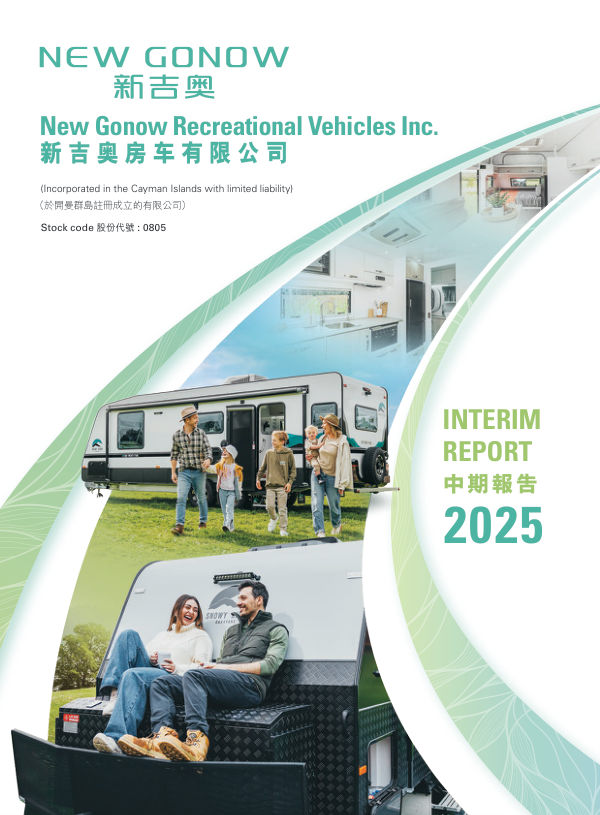 NEW GONOW
新吉奥
New Gonow Recreational Vehicles Inc.
新吉奥房车有限公司
(Incorporated in the Cayman Islands with limited liability)
(於開曼群島註冊成立的有限公司)
Stock code 股份代號 : 0805
INTERIM
REPORT
中期報告
2025